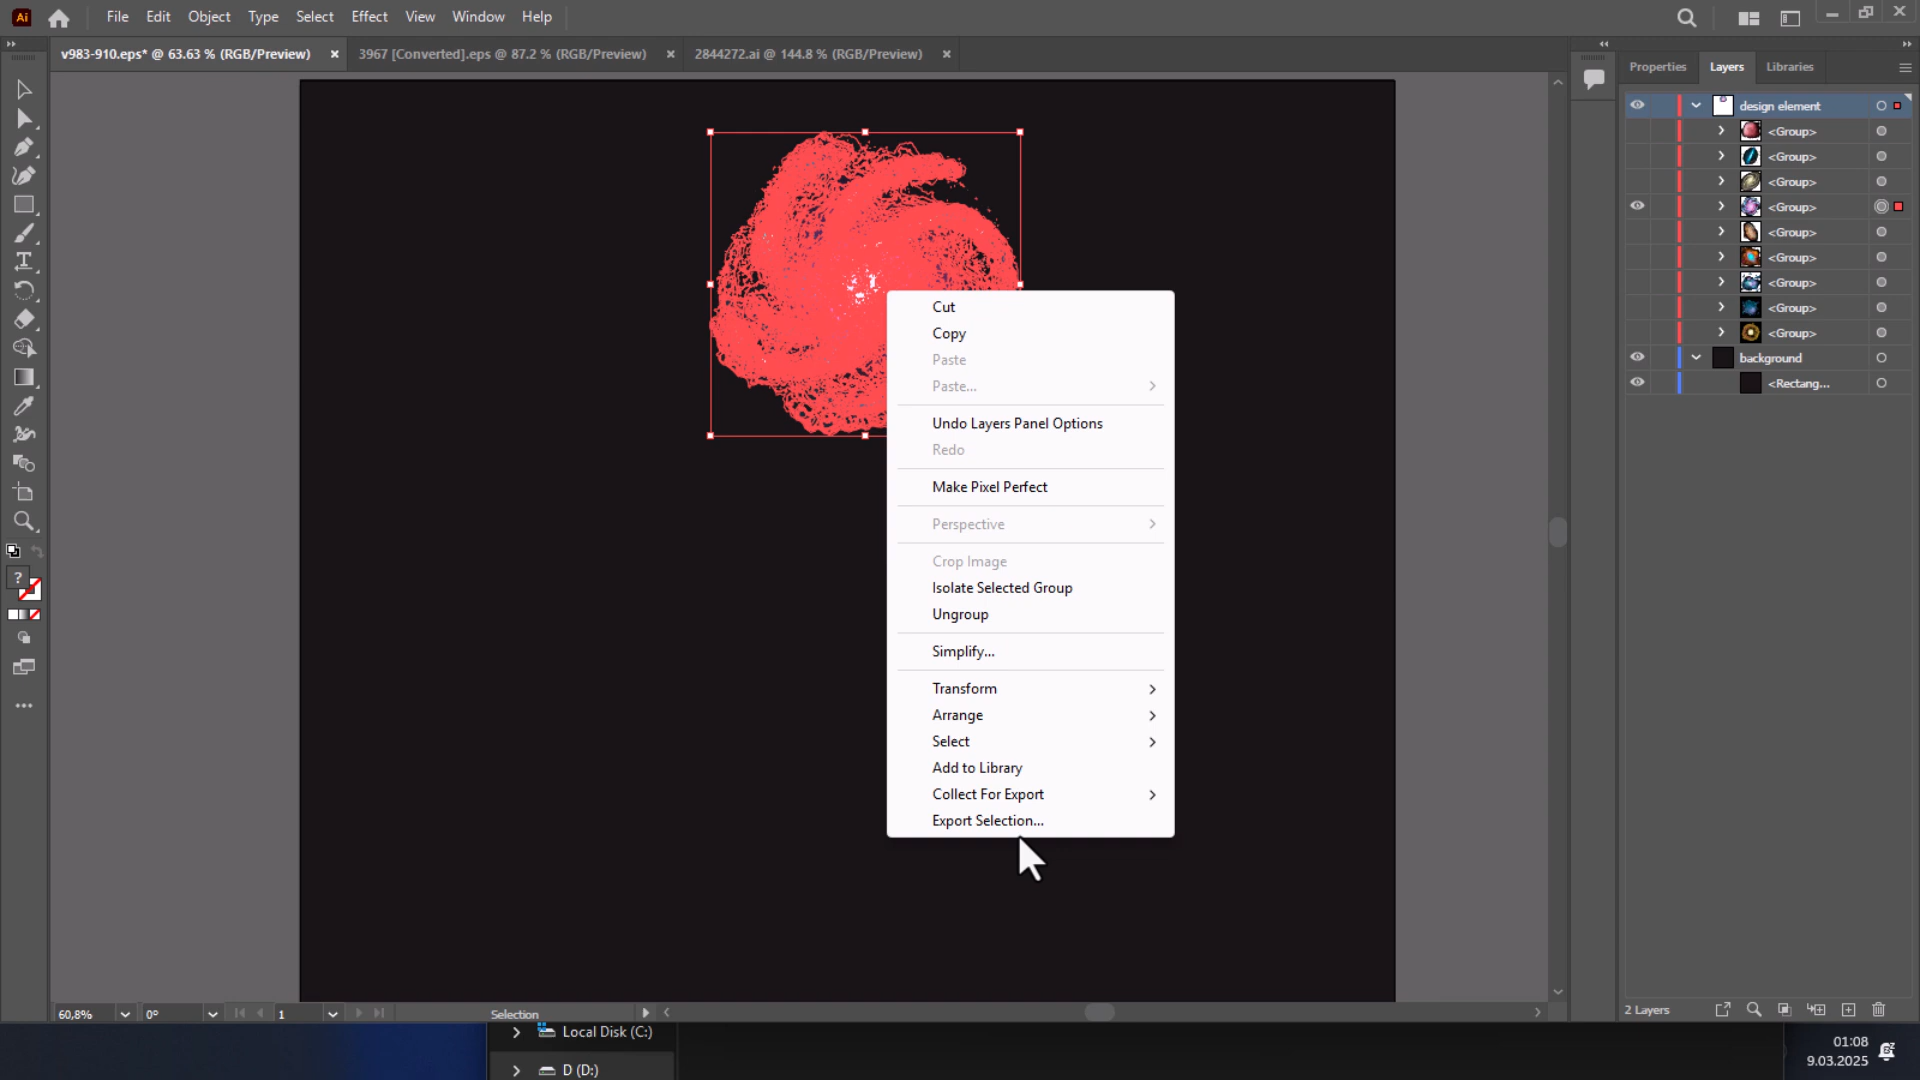 Ai
File Edit Object Type Select Effect View Window Help
v983-910.eps* @ 63.63 % (RGB/Preview)
3967 [Converted].eps @ 87.2 % (RGB/Preview)
2844272.ai @ 144.8 % (RGB/Preview)
Properties Layers Libraries
design element
<Group>
<Group>
<Group>
<Group>
<Group>
<Group>
<Group>
<Group>
<Group>
background
<Rectang...
Cut
Copy
Paste
Paste...
Undo Layers Panel Options
Redo
Make Pixel Perfect
Perspective
Crop Image
Isolate Selected Group
Ungroup
Simplify...
Transform
Arrange
Select
Add to Library
Collect For Export
Export Selection...
?
60,8% 0° 1 Selection
2 Layers
Local Disk (C:)
D (D:)
01:08
9.03.2025